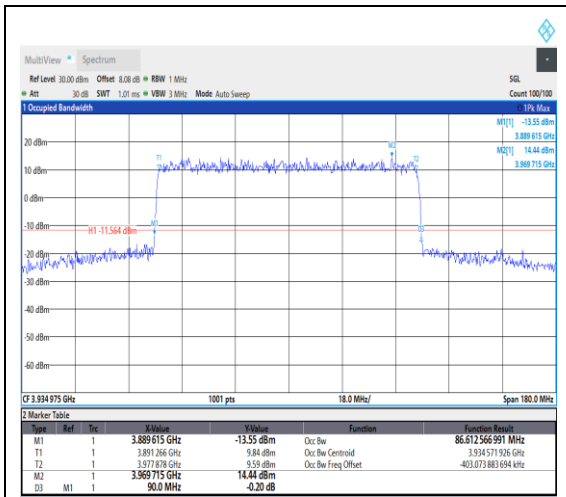 MultiView Spectrum
Ref Level 30.00 dBm Offset 8.08 dB RBW 1 MHz SGL
Att 30 dB SWT 1.01 ms VBW 3 MHz Mode Auto Sweep Count 100/100
1 Occupied Bandwidth 1Pk Max
M1[1] -13.55 dBm
3.889 615 GHz
M2[1] 14.44 dBm
3.969 715 GHz
20 dBm
M2
T1 T2
10 dBm
0 dBm
-10 dBm
M1
H1 -11.564 dBm
D3
-20 dBm
-30 dBm
-40 dBm
-50 dBm
-60 dBm
CF 3.934 975 GHz 1001 pts 18.0 MHz/ Span 180.0 MHz
2 Marker Table
Type Ref Trc X-Value Y-Value Function Function Result
M1 1 3.889 615 GHz -13.55 dBm Occ Bw 86.612 566 991 MHz
T1 1 3.891 266 GHz 9.84 dBm Occ Bw Centroid 3.934 571 926 GHz
T2 1 3.977 878 GHz 9.59 dBm Occ Bw Freq Offset -403.073 883 694 kHz
M2 1 3.969 715 GHz 14.44 dBm
D3 M1 1 90.0 MHz -0.20 dB